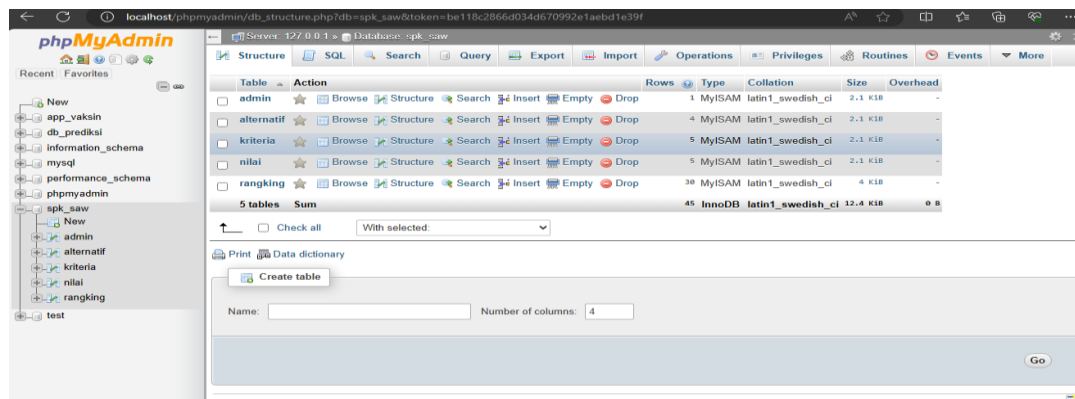 localhost/phpmyadmin/db_structure.php?db=spk_saw&token=be118c2866d034d670992e1aebd1e39f
phpMyAdmin
Recent Favorites
New
app_vaksin
db_prediksi
information_schema
mysql
performance_schema
phpmyadmin
spk_saw
New
admin
alternatif
kriteria
nilai
rangking
test
Server: 127.0.0.1 » Database: spk_saw
Structure SQL Search Query Export Import Operations Privileges Routines Events More
Table Action Rows Type Collation Size Overhead
admin Browse Structure Search Insert Empty Drop 1 MyISAM latin1_swedish_ci 2.1 KiB -
alternatif Browse Structure Search Insert Empty Drop 4 MyISAM latin1_swedish_ci 2.1 KiB -
kriteria Browse Structure Search Insert Empty Drop 5 MyISAM latin1_swedish_ci 2.1 KiB -
nilai Browse Structure Search Insert Empty Drop 5 MyISAM latin1_swedish_ci 2.1 KiB -
rangking Browse Structure Search Insert Empty Drop 30 MyISAM latin1_swedish_ci 4 KiB -
5 tables Sum 45 InnoDB latin1_swedish_ci 12.4 KiB 0 B
Check all With selected:
Print Data dictionary
Create table
Name: Number of columns: 4
Go